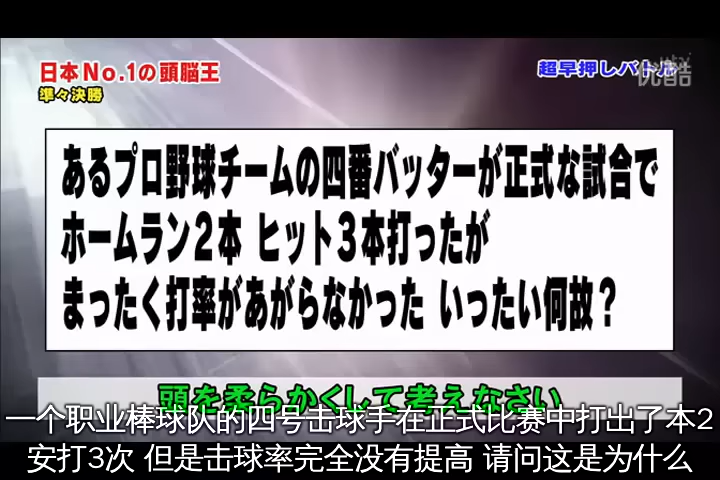 日本No.1の頭脳王
準々決勝
超早押しバトル
優酷
あるプロ野球チームの四番バッターが正式な試合で
ホームラン2本 ヒット3本打ったが
まったく打率があがらなかった いったい何故？
頭を柔らかくして考えなさい
一个职业棒球队的四号击球手在正式比赛中打出了本2
安打3次 但是击球率完全没有提高 请问这是为什么